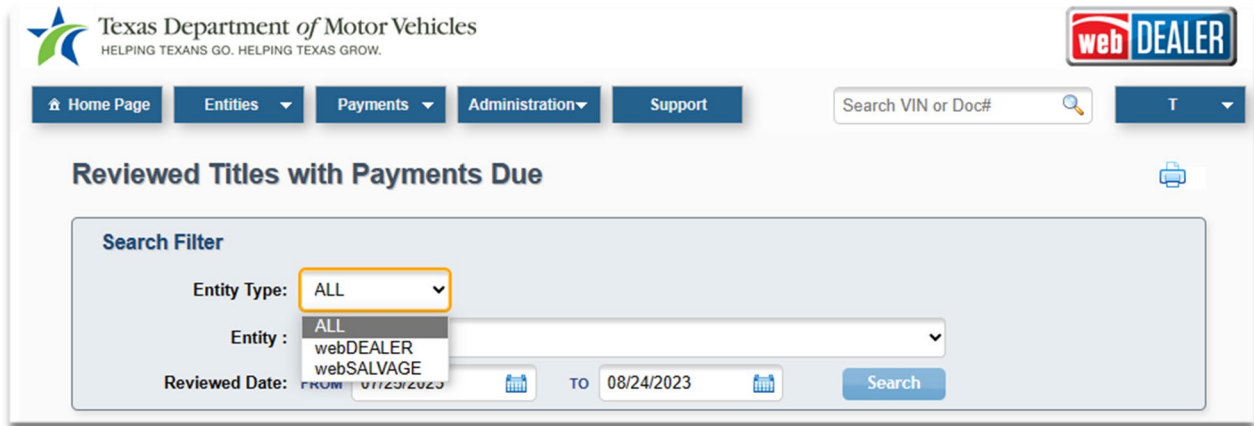 Texas Department of Motor Vehicles
HELPING TEXANS GO. HELPING TEXAS GROW.
web DEALER
Home Page Entities Payments Administration Support Search VIN or Doc# T
Reviewed Titles with Payments Due
Search Filter
Entity Type: ALL
ALL
Entity :
webDEALER
webSALVAGE
Reviewed Date: FROM TO 08/24/2023 Search